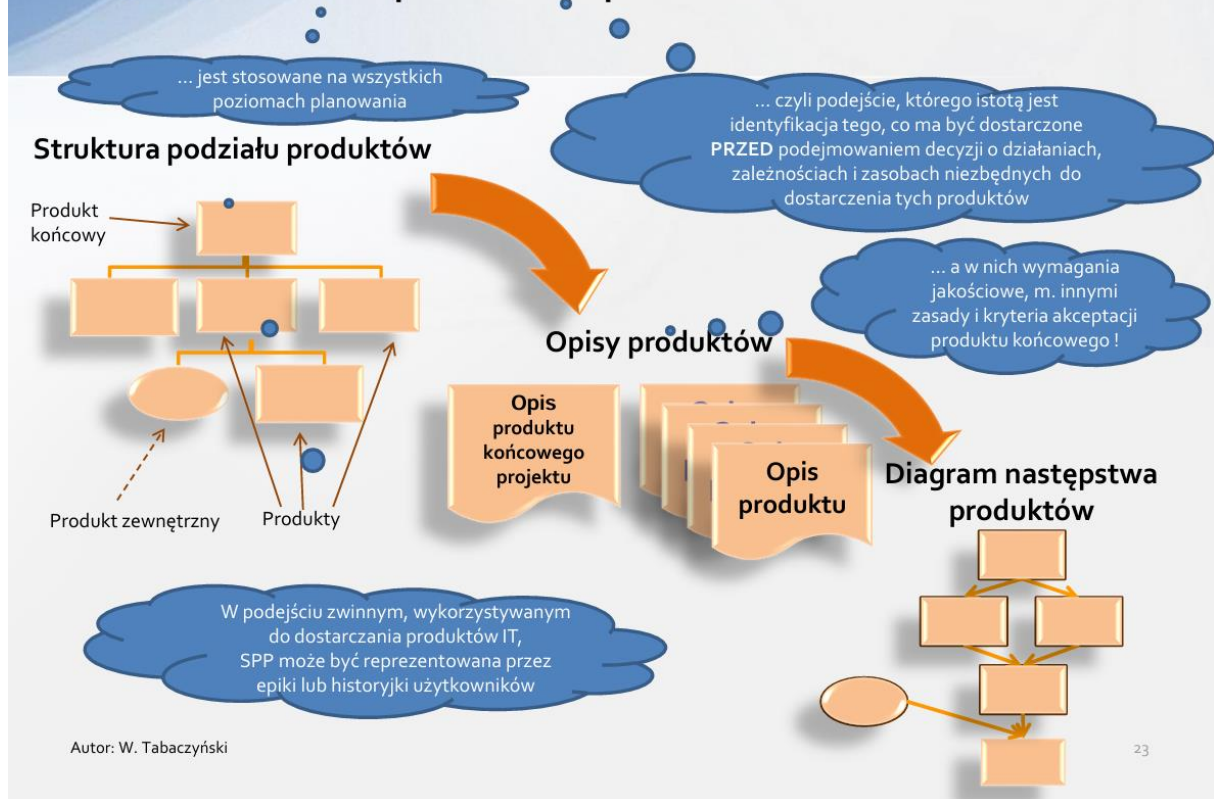 ... jest stosowane na wszystkich
poziomach planowania
... czyli podejście, którego istotą jest
identyfikacja tego, co ma być dostarczone
PRZED podejmowaniem decyzji o działaniach,
zależnościach i zasobach niezbędnych do
dostarczenia tych produktów
Struktura podziału produktów
Produkt
końcowy
... a w nich wymagania
jakościowe, m. innymi
zasady i kryteria akceptacji
produktu końcowego !
Opisy produktów
Opis
produktu
końcowego
projektu
Opis
produktu
Diagram następstwa
produktów
Produkt zewnętrzny
Produkty
W podejściu zwinnym, wykorzystywanym
do dostarczania produktów IT,
SPP może być reprezentowana przez
epiki lub historyjki użytkowników
Autor: W. Tabaczyński
23